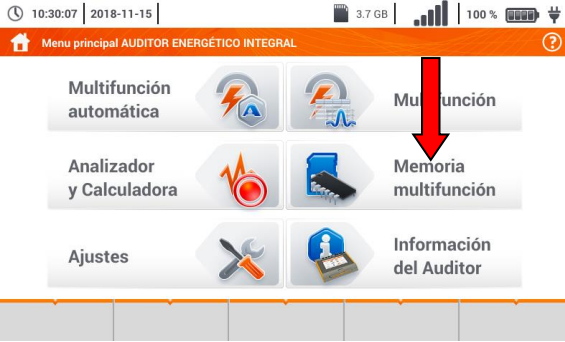 10:30:07 2018-11-15 3.7 GB 100 %
Menu principal AUDITOR ENERGÉTICO INTEGRAL ?
Multifunción
automática
Multifunción
Analizador
y Calculadora
Memoria
multifunción
Ajustes
Información
del Auditor